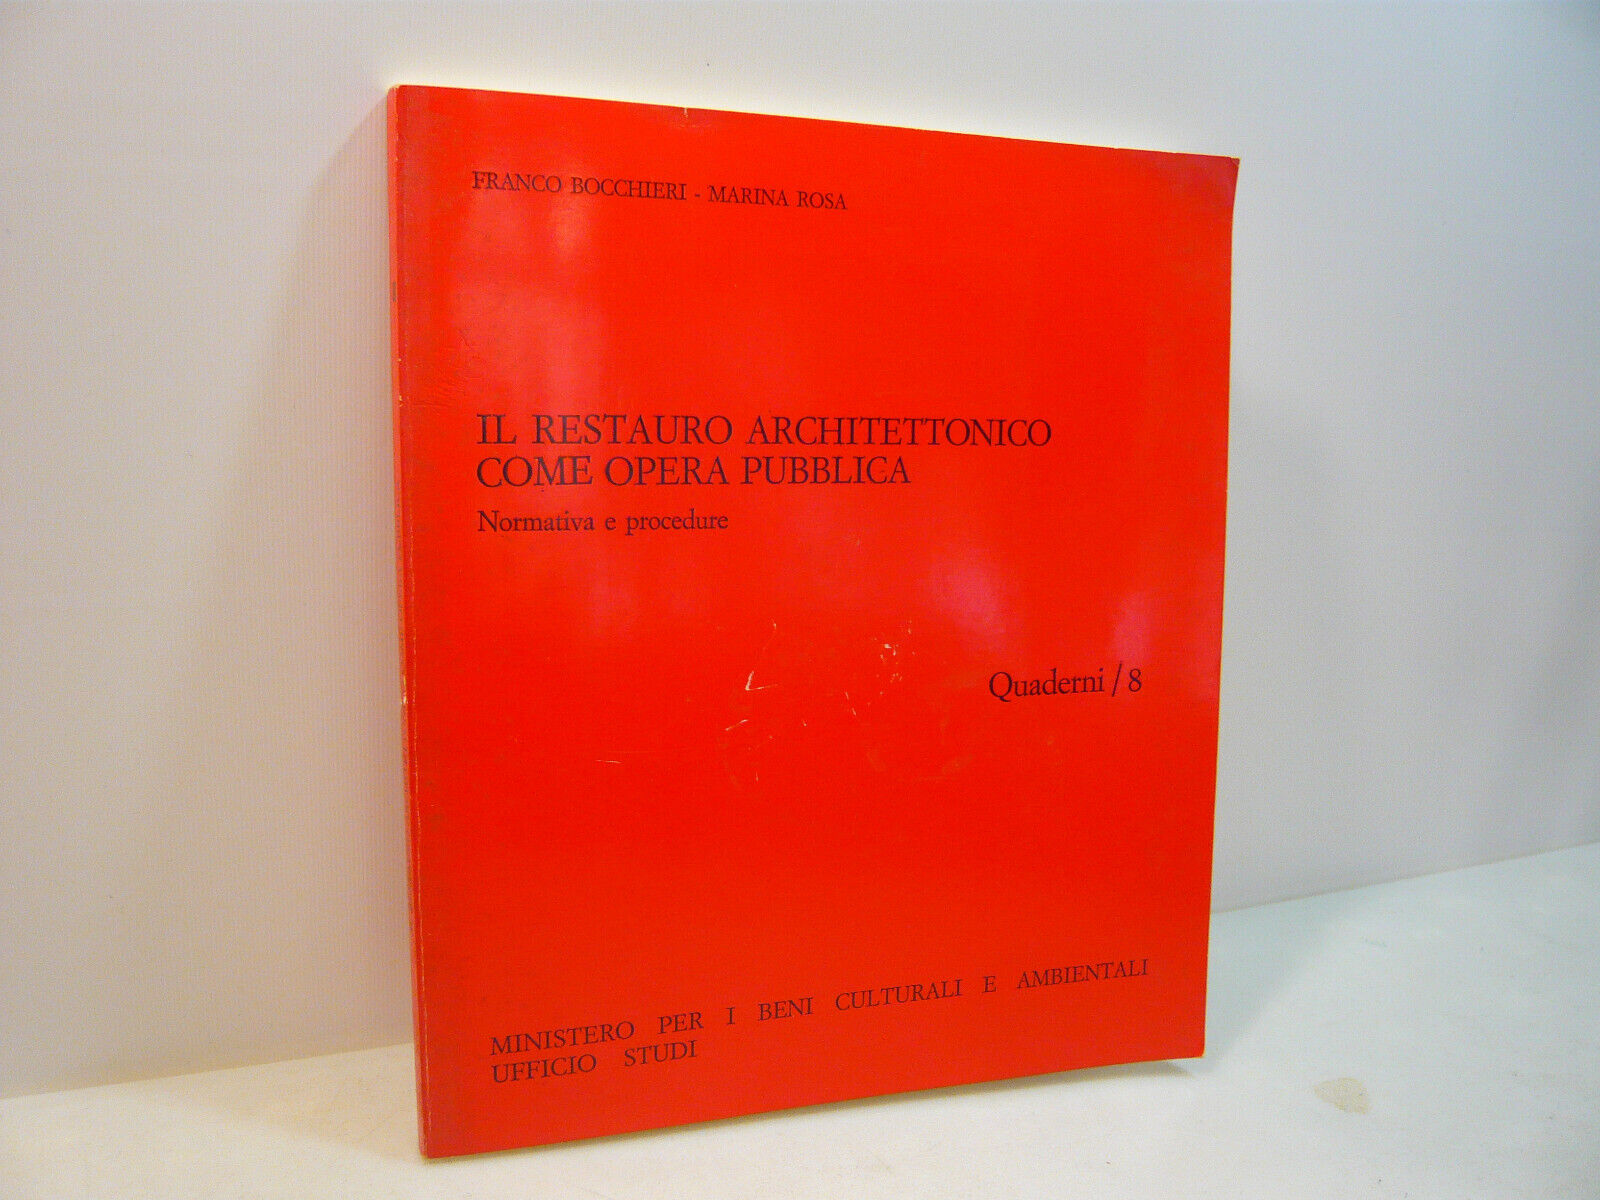 FRANCO BOCCHIERI - MARINA ROSA
IL RESTAURO ARCHITETTONICO
COME OPERA PUBBLICA
Normativa e procedure
Quaderni / 8
MINISTERO PER I BENI CULTURALI E AMBIENTALI
UFFICIO STUDI